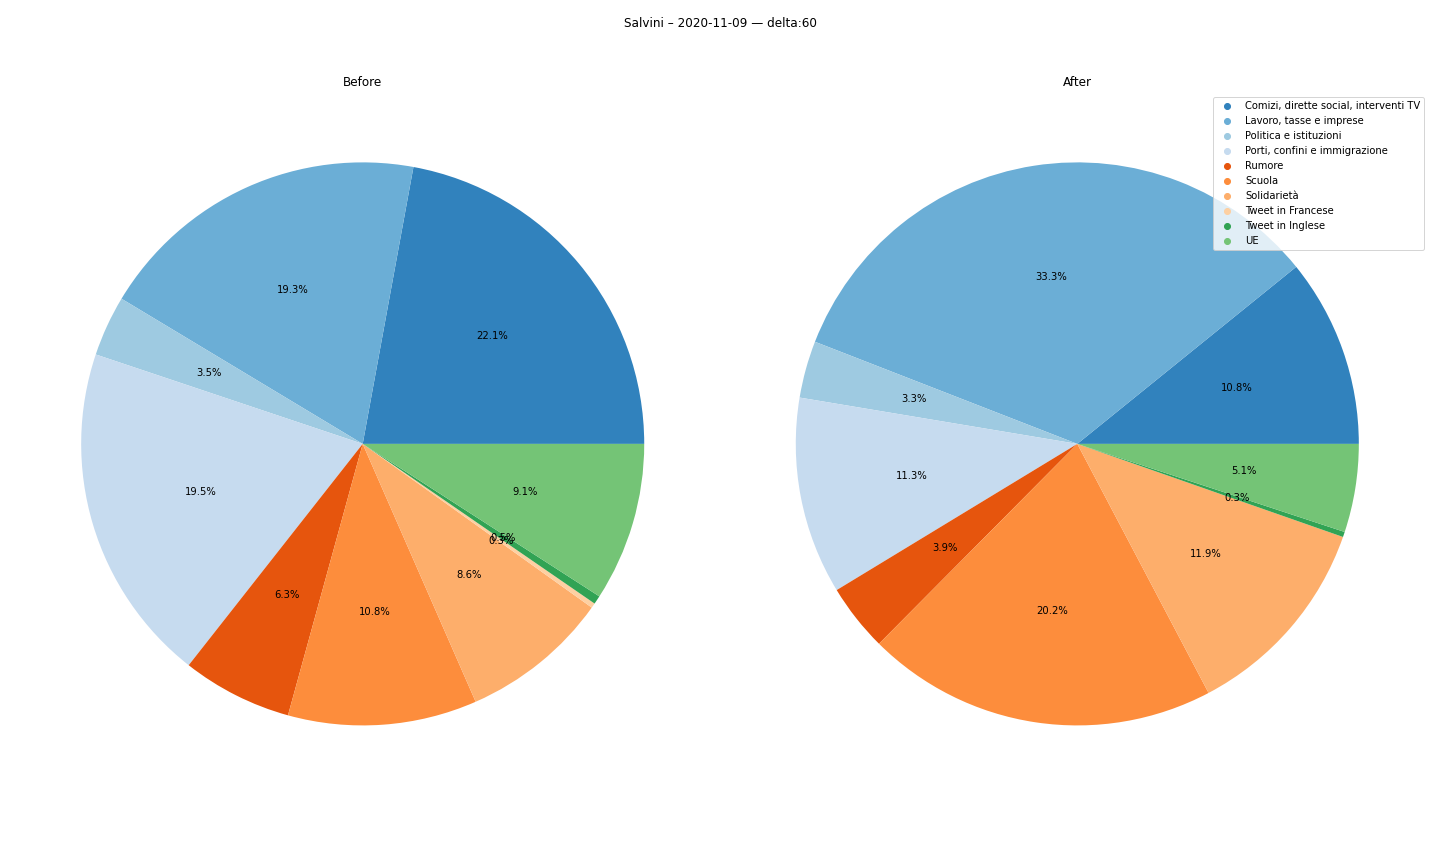 Salvini – 2020-11-09 — delta:60
Before
22.1%
19.3%
3.5%
19.5%
6.3%
10.8%
8.6%
0.3%
0.5%
9.1%
After
Comizi, dirette social, interventi TV
Lavoro, tasse e imprese
Politica e istituzioni
Porti, confini e immigrazione
Rumore
Scuola
Solidarietà
Tweet in Francese
Tweet in Inglese
UE
10.8%
33.3%
3.3%
11.3%
3.9%
20.2%
11.9%
0.3%
5.1%